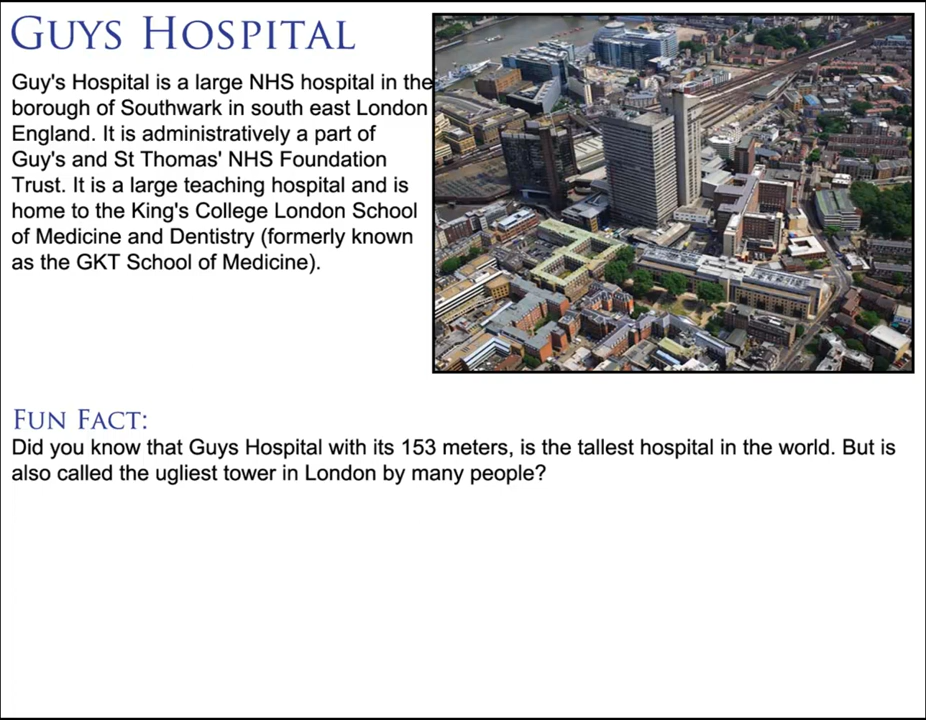 GUYS HOSPITAL
Guy's Hospital is a large NHS hospital in the
borough of Southwark in south east London
England. It is administratively a part of
Guy's and St Thomas' NHS Foundation
Trust. It is a large teaching hospital and is
home to the King's College London School
of Medicine and Dentistry (formerly known
as the GKT School of Medicine).
FUN FACT:
Did you know that Guys Hospital with its 153 meters, is the tallest hospital in the world. But is
also called the ugliest tower in London by many people?